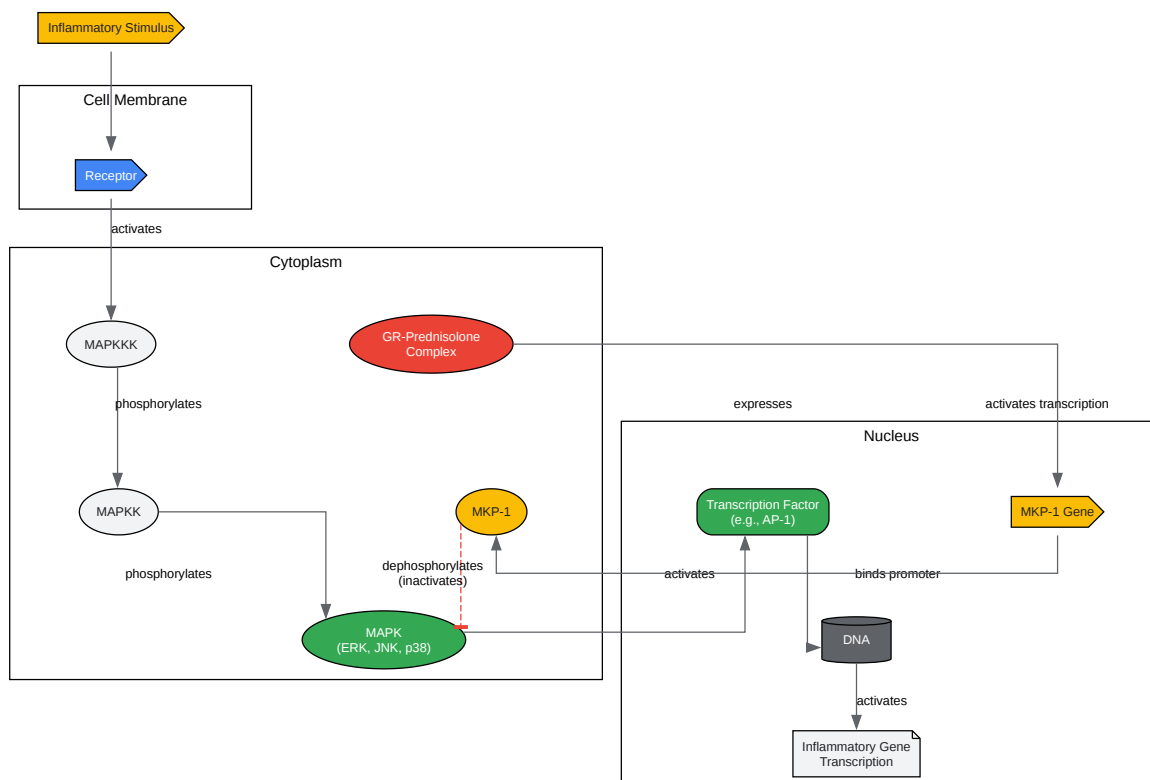 Inflammatory Stimulus
Cell Membrane
Receptor
activates
Cytoplasm
MAPKKK
GR-Prednisolone
Complex
phosphorylates
expresses
activates transcription
Nucleus
MAPKK
MKP-1
Transcription Factor
(e.g., AP-1)
MKP-1 Gene
phosphorylates
dephosphorylates
(inactivates)
activates
binds promoter
MAPK
(ERK, JNK, p38)
DNA
activates
Inflammatory Gene
Transcription